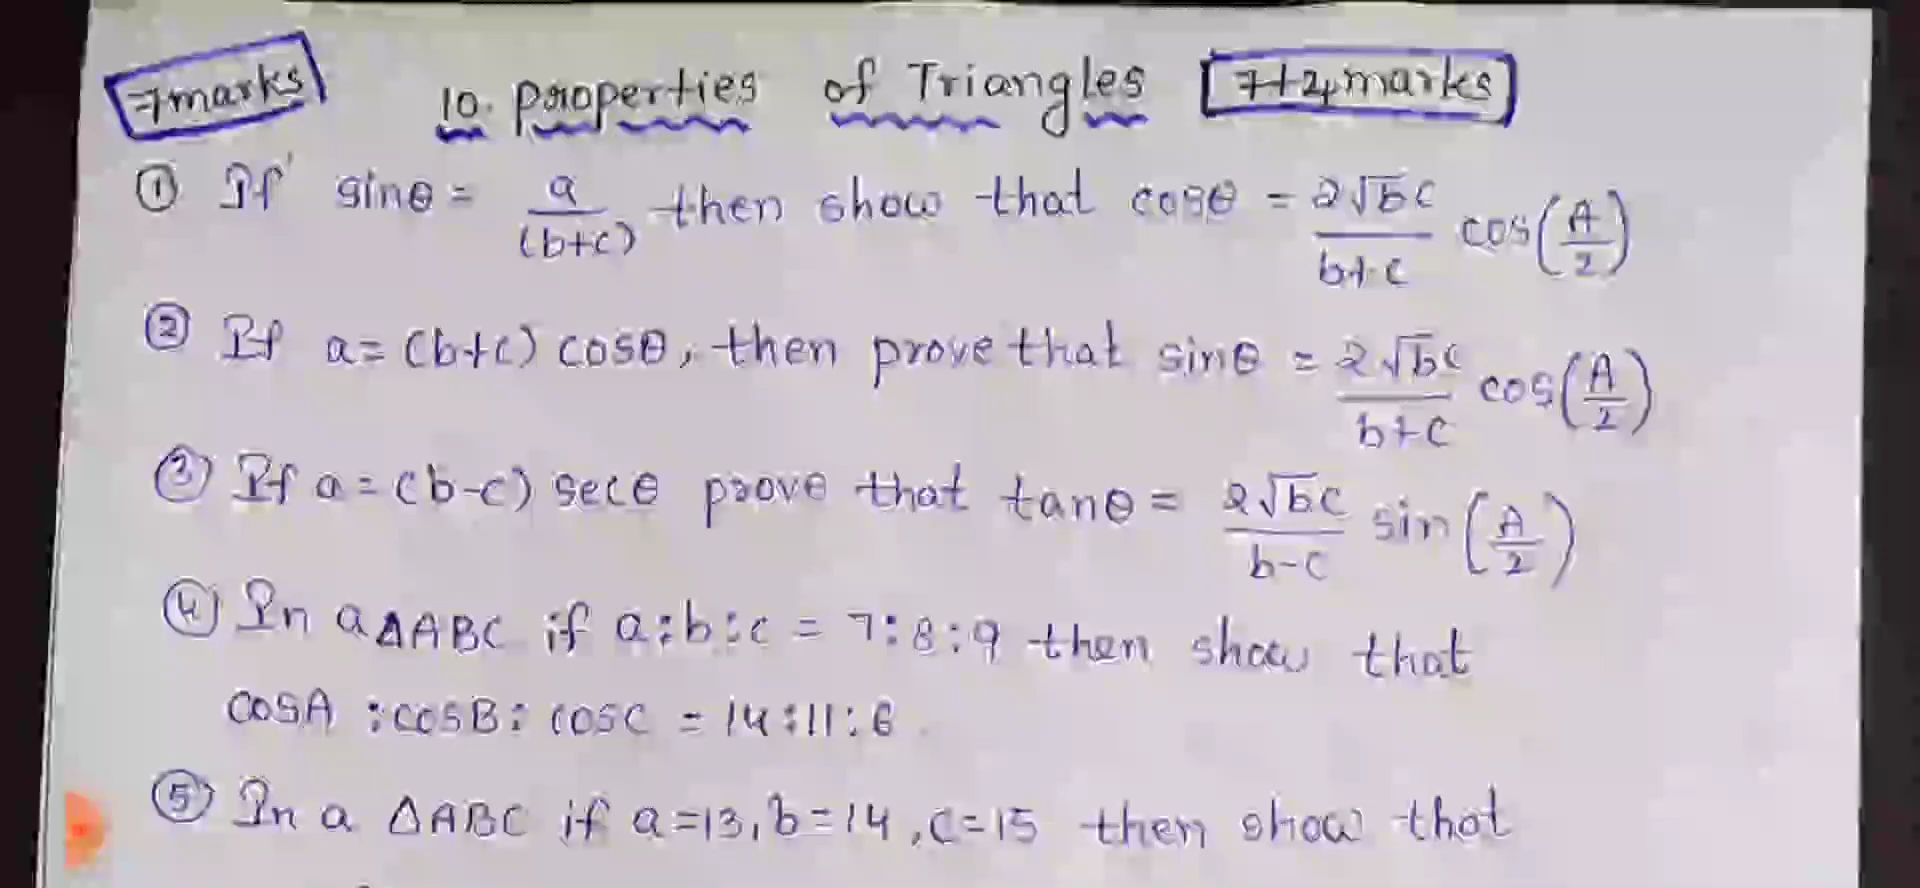 7marks 10. Properties of Triangles 7+4marks
① If sinθ = a/(b+c) then show that cosθ = 2√bc/b+c cos(A/2)
② If a = (b+c) cosθ, then prove that sinθ = 2√bc/b+c cos(A/2)
③ If a = (b-c) secθ prove that tanθ = 2√bc/b-c sin(A/2)
④ In a ΔABC if a:b:c = 7:8:9 then show that
cosA : cosB : cosC = 14:11:6
⑤ In a ΔABC if a=13, b=14, c=15 then show that